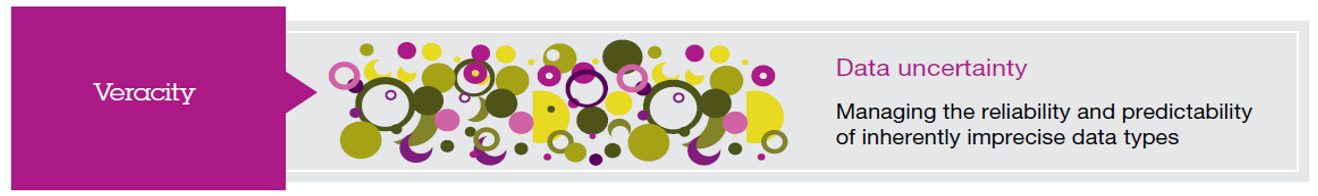 Veracity
Data uncertainty
Managing the reliability and predictability
of inherently imprecise data types